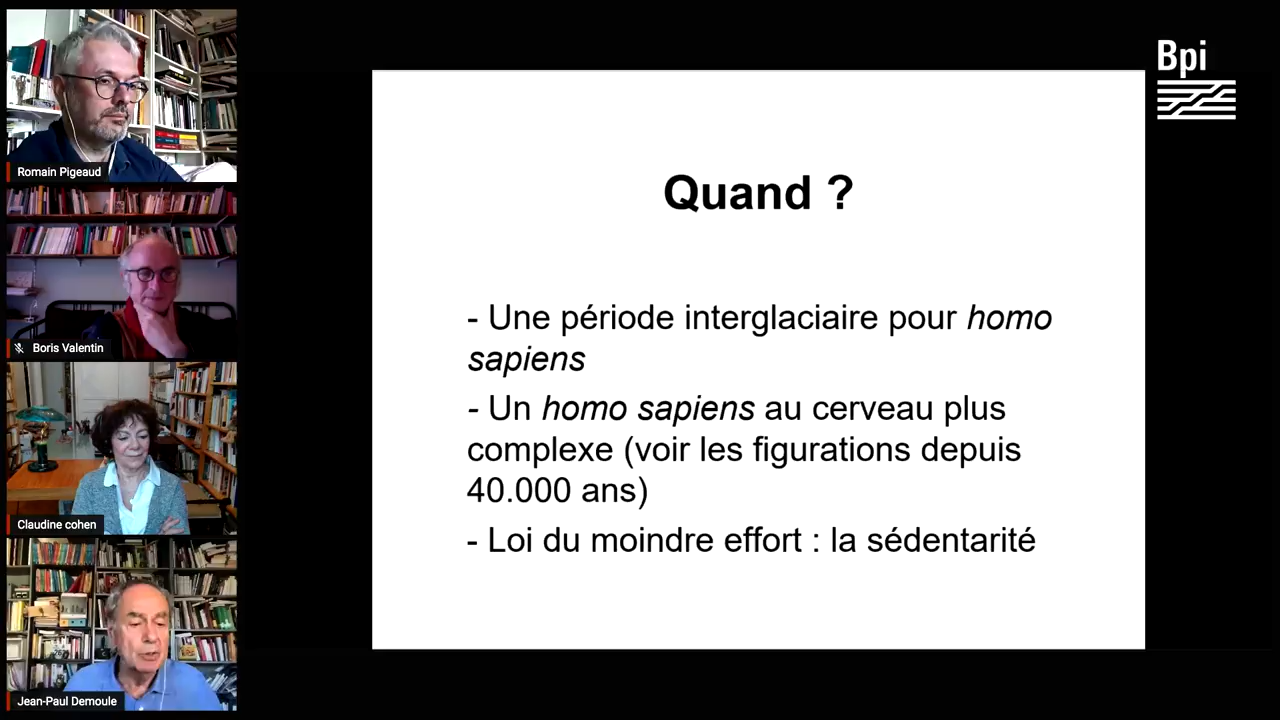 Romain Pigeaud
Boris Valentin
Claudine cohen
Jean-Paul Demoule
Bpi
Quand ?
- Une période interglaciaire pour homo
sapiens
- Un homo sapiens au cerveau plus
complexe (voir les figurations depuis
40.000 ans)
- Loi du moindre effort : la sédentarité